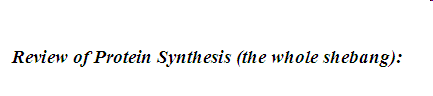 Review of Protein Synthesis (the whole shebang):